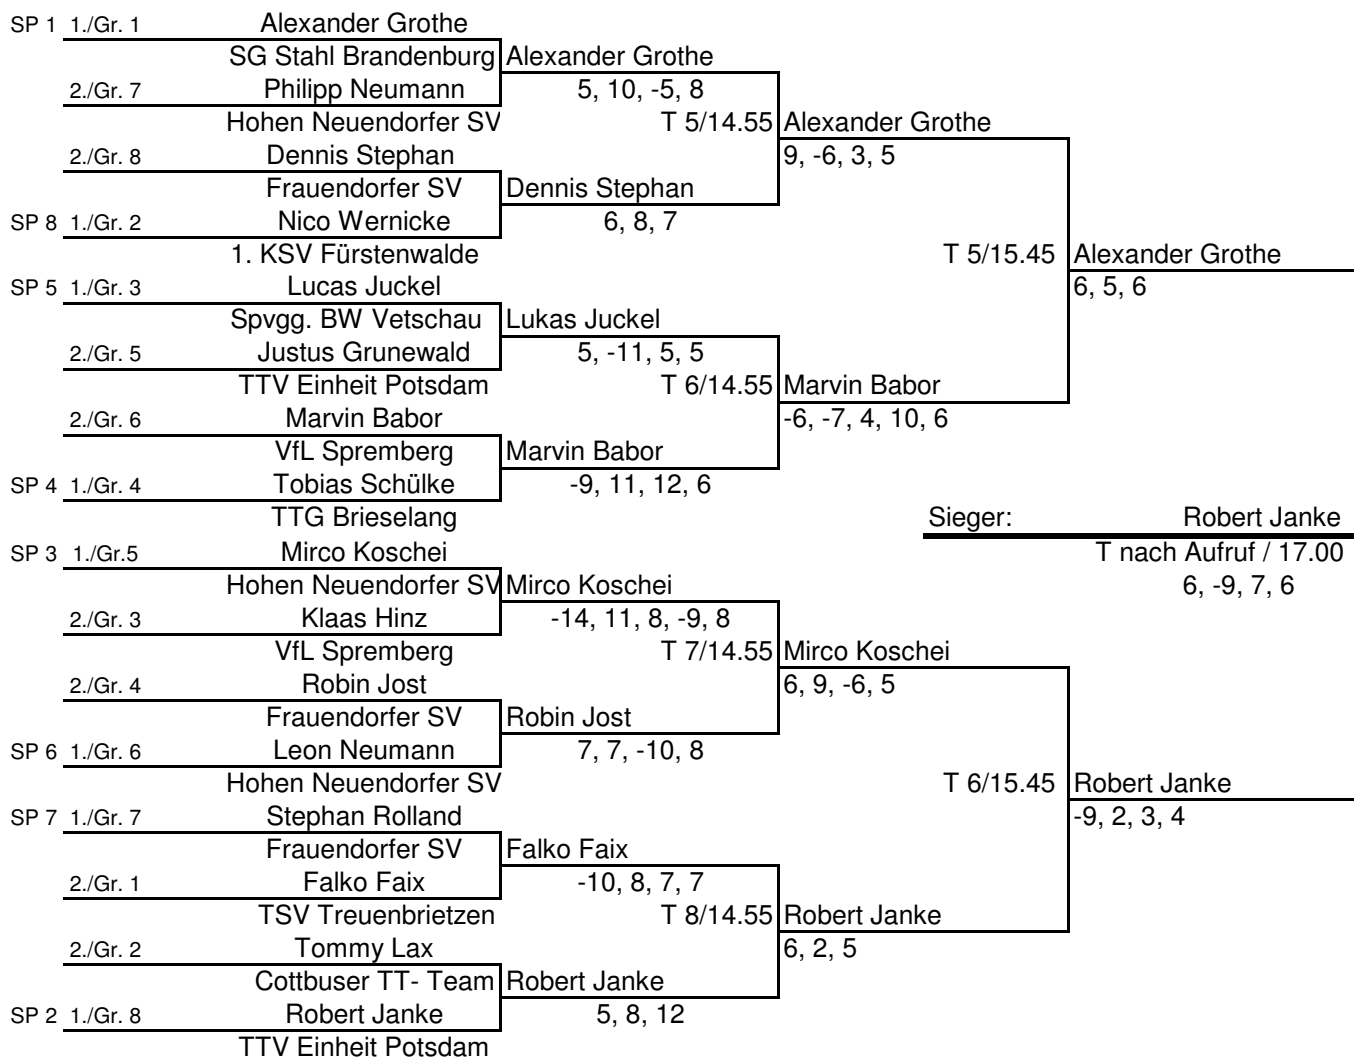 SP 1 1./Gr. 1 Alexander Grothe
SG Stahl Brandenburg Alexander Grothe
2./Gr. 7 Philipp Neumann 5, 10, -5, 8
Hohen Neuendorfer SV T 5/14.55 Alexander Grothe
2./Gr. 8 Dennis Stephan 9, -6, 3, 5
Frauendorfer SV Dennis Stephan
SP 8 1./Gr. 2 Nico Wernicke 6, 8, 7
1. KSV Fürstenwalde T 5/15.45 Alexander Grothe
SP 5 1./Gr. 3 Lucas Juckel 6, 5, 6
Spvgg. BW Vetschau Lukas Juckel
2./Gr. 5 Justus Grunewald 5, -11, 5, 5
TTV Einheit Potsdam T 6/14.55 Marvin Babor
2./Gr. 6 Marvin Babor -6, -7, 4, 10, 6
VfL Spremberg Marvin Babor
SP 4 1./Gr. 4 Tobias Schülke -9, 11, 12, 6
TTG Brieselang Sieger: Robert Janke
SP 3 1./Gr.5 Mirco Koschei T nach Aufruf / 17.00
Hohen Neuendorfer SV Mirco Koschei 6, -9, 7, 6
2./Gr. 3 Klaas Hinz -14, 11, 8, -9, 8
VfL Spremberg T 7/14.55 Mirco Koschei
2./Gr. 4 Robin Jost 6, 9, -6, 5
Frauendorfer SV Robin Jost
SP 6 1./Gr. 6 Leon Neumann 7, 7, -10, 8
Hohen Neuendorfer SV T 6/15.45 Robert Janke
SP 7 1./Gr. 7 Stephan Rolland -9, 2, 3, 4
Frauendorfer SV Falko Faix
2./Gr. 1 Falko Faix -10, 8, 7, 7
TSV Treuenbrietzen T 8/14.55 Robert Janke
2./Gr. 2 Tommy Lax 6, 2, 5
Cottbuser TT- Team Robert Janke
SP 2 1./Gr. 8 Robert Janke 5, 8, 12
TTV Einheit Potsdam